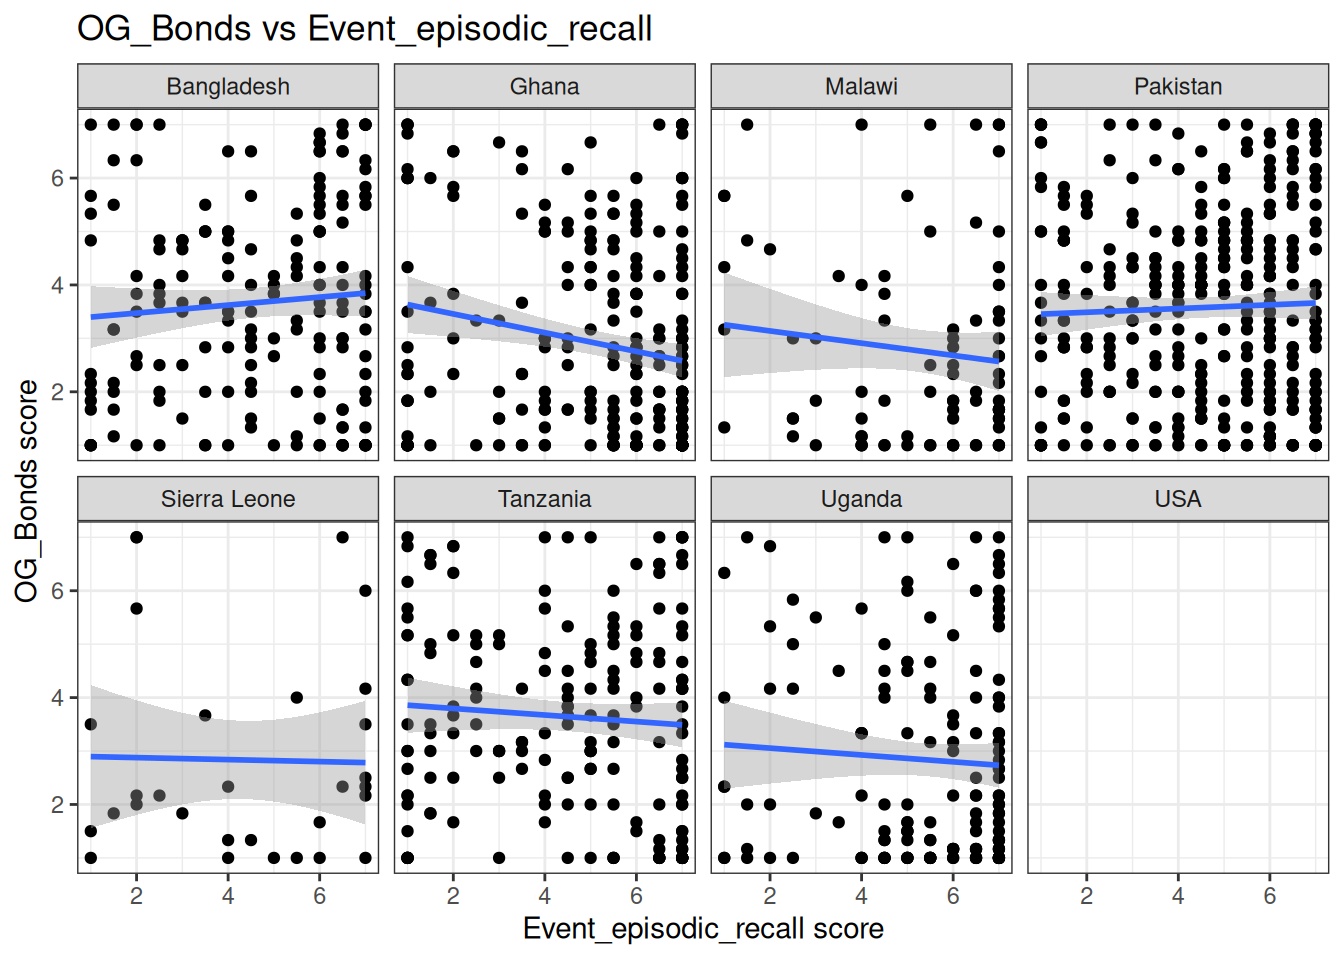 OG_Bonds vs Event_episodic_recall
Bangladesh
Ghana
Malawi
Pakistan
6
4
2
Sierra Leone
Tanzania
Uganda
USA
6
4
2
2 4 6
2 4 6
2 4 6
2 4 6
OG_Bonds score
Event_episodic_recall score